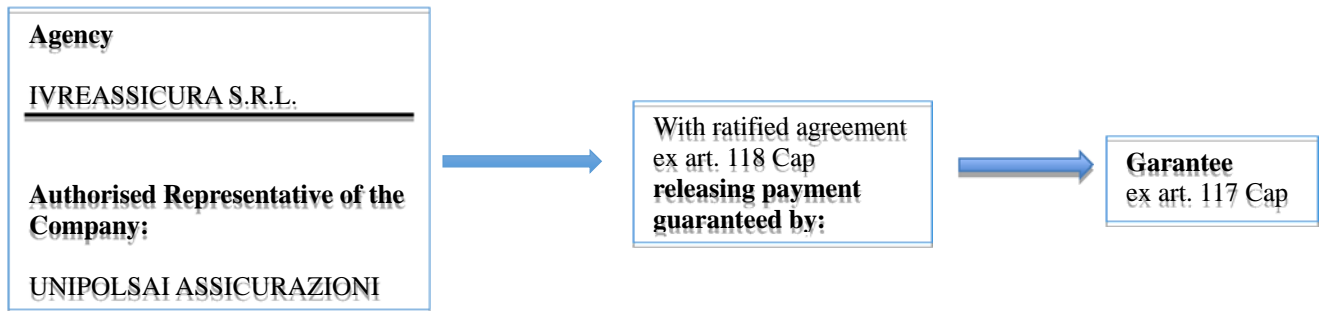 Agency
IVREASSICURA S.R.L.
Authorised Representative of the
Company:
UNIPOLSAI ASSICURAZIONI
With ratified agreement
ex art. 118 Cap
releasing payment
guaranteed by:
Garantee
ex art. 117 Cap